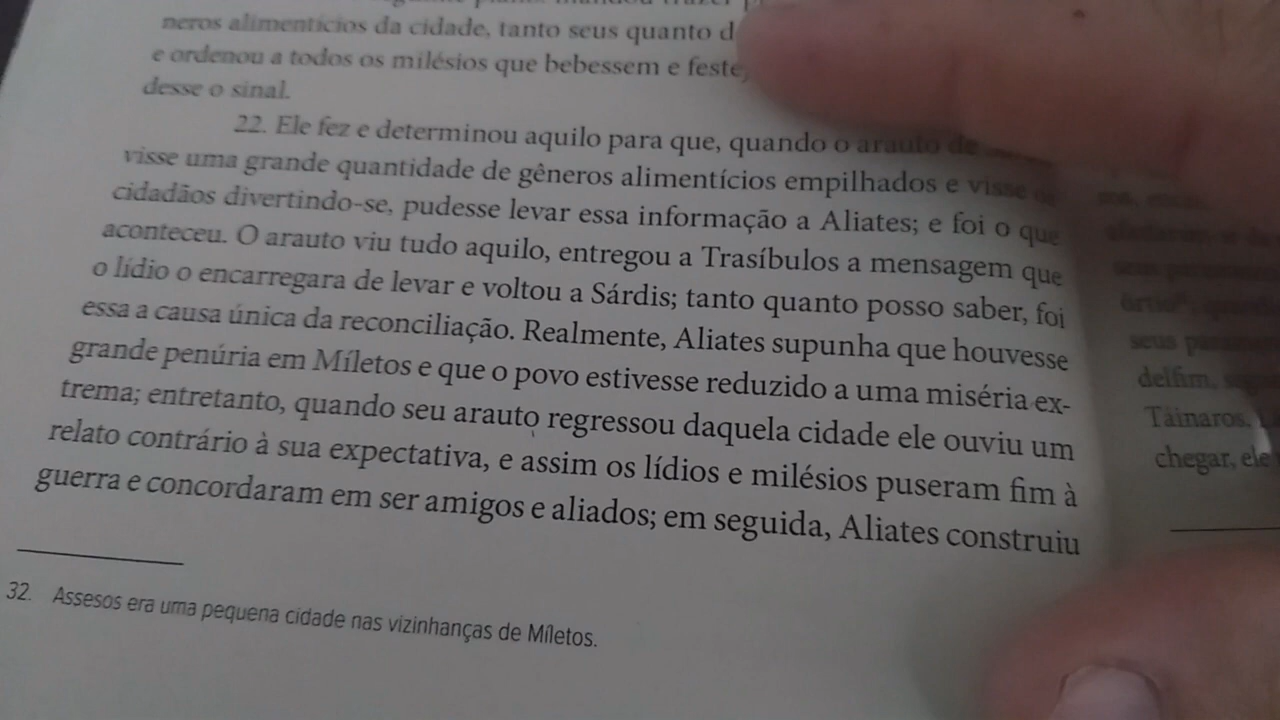 neros alimentícios da cidade, tanto seus quanto d
e ordenou a todos os milésios que bebessem e feste
desse o sinal.
22. Ele fez e determinou aquilo para que, quando o arauto de
visse uma grande quantidade de gêneros alimentícios empilhados e visse
cidadãos divertindo-se, pudesse levar essa informação a Aliates; e foi o que
aconteceu. O arauto viu tudo aquilo, entregou a Trasíbulos a mensagem que
o lídio o encarregara de levar e voltou a Sárdis; tanto quanto posso saber, foi
essa a causa única da reconciliação. Realmente, Aliates supunha que houvesse
grande penúria em Míletos e que o povo estivesse reduzido a uma miséria ex-
trema; entretanto, quando seu arauto regressou daquela cidade ele ouviu um
relato contrário à sua expectativa, e assim os lídios e milésios puseram fim à
guerra e concordaram em ser amigos e aliados; em seguida, Aliates construiu
32. Assesos era uma pequena cidade nas vizinhanças de Míletos.
seus
delfim,
Táinaros.
chegar, ele